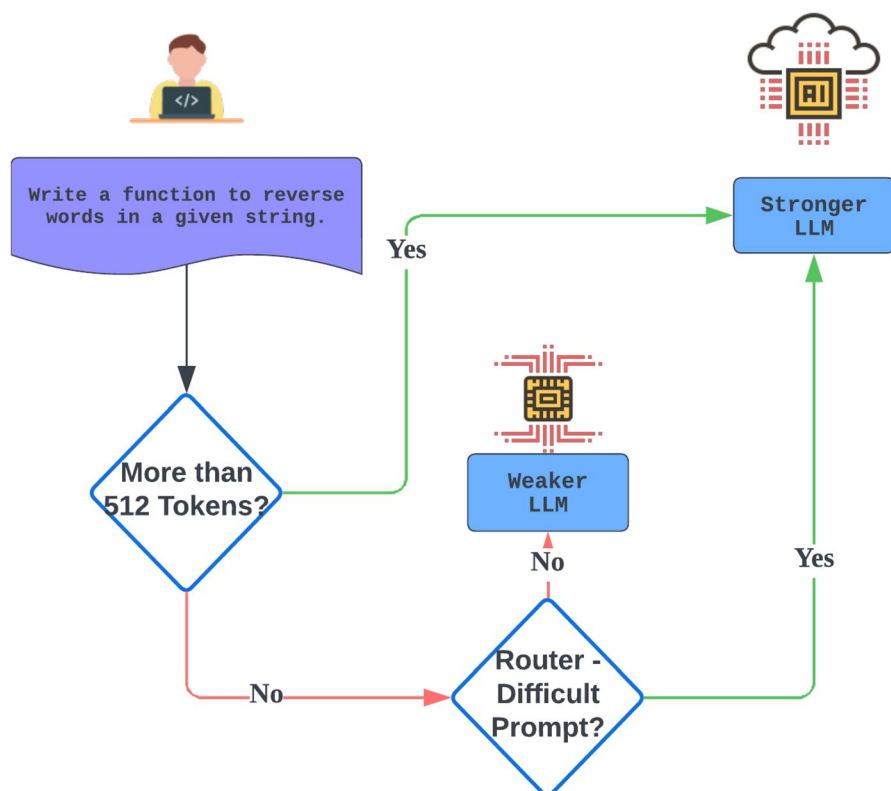 </>
AI
Write a function to reverse
words in a given string.
Stronger
LLM
Yes
More than
512 Tokens?
Weaker
LLM
No
Yes
No
Router -
Difficult
Prompt?